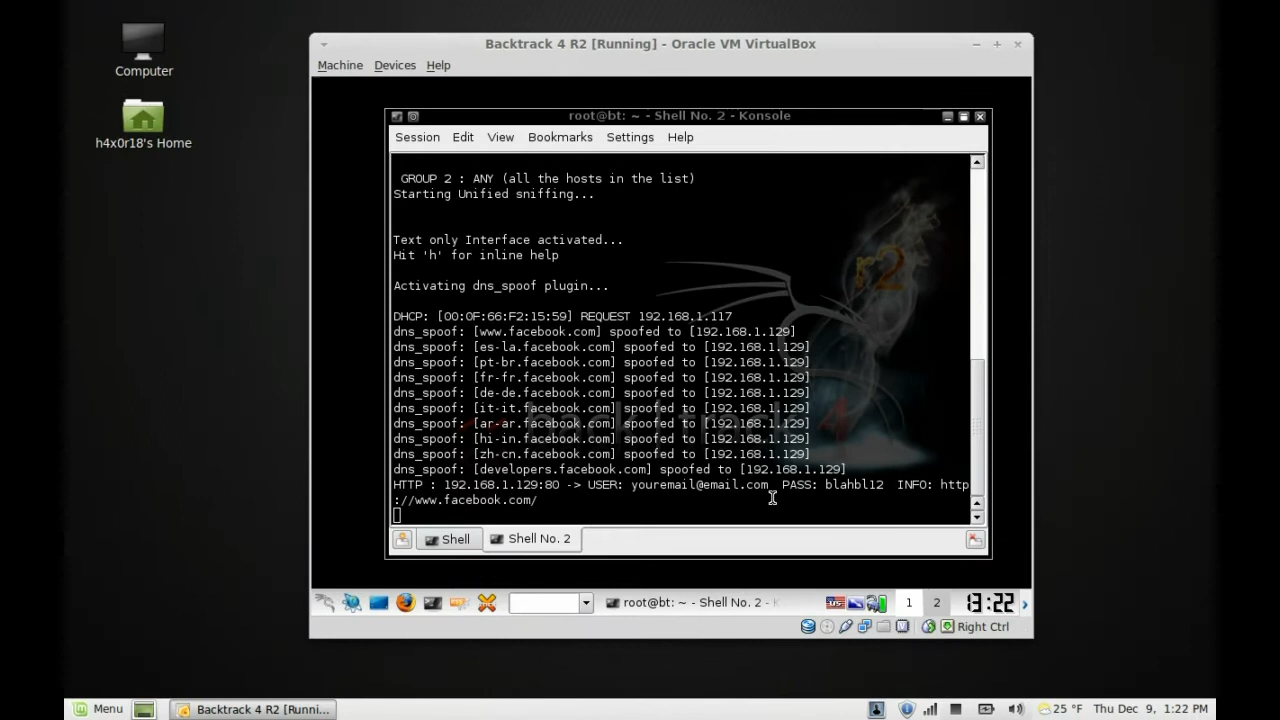 Computer
h4x0r18's Home
Backtrack 4 R2 [Running] - Oracle VM VirtualBox
Machine Devices Help
root@bt: ~ - Shell No. 2 - Konsole
Session Edit View Bookmarks Settings Help
GROUP 2 : ANY (all the hosts in the list)
Starting Unified sniffing...
Text only Interface activated...
Hit 'h' for inline help
Activating dns_spoof plugin...
DHCP: [00:0F:66:F2:15:59] REQUEST 192.168.1.117
dns_spoof: [www.facebook.com] spoofed to [192.168.1.129]
dns_spoof: [es-la.facebook.com] spoofed to [192.168.1.129]
dns_spoof: [pt-br.facebook.com] spoofed to [192.168.1.129]
dns_spoof: [fr-fr.facebook.com] spoofed to [192.168.1.129]
dns_spoof: [de-de.facebook.com] spoofed to [192.168.1.129]
dns_spoof: [it-it.facebook.com] spoofed to [192.168.1.129]
dns_spoof: [ar-ar.facebook.com] spoofed to [192.168.1.129]
dns_spoof: [hi-in.facebook.com] spoofed to [192.168.1.129]
dns_spoof: [zh-cn.facebook.com] spoofed to [192.168.1.129]
dns_spoof: [developers.facebook.com] spoofed to [192.168.1.129]
HTTP : 192.168.1.129:80 -> USER: youremail@email.com PASS: blahbl12 INFO: http
://www.facebook.com/
r2
back | track 4
Shell Shell No. 2
root@bt: ~ - Shell No. 2 - K
US 1 2 13:22
Right Ctrl
Menu Backtrack 4 R2 [Runni... 25 °F Thu Dec 9, 1:22 PM